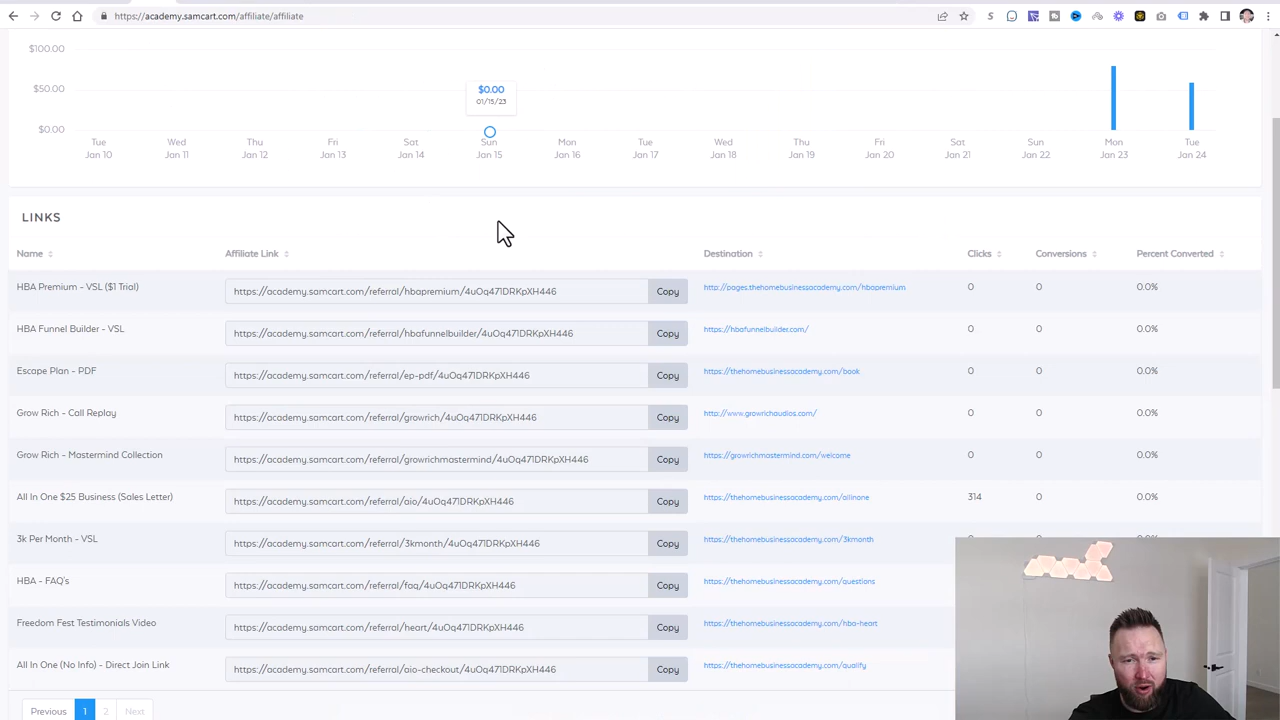 https://academy.samcart.com/affiliate/affiliate
$100.00
$50.00
$0.00
$0.00
01/15/23
Tue Jan 10
Wed Jan 11
Thu Jan 12
Fri Jan 13
Sat Jan 14
Sun Jan 15
Mon Jan 16
Tue Jan 17
Wed Jan 18
Thu Jan 19
Fri Jan 20
Sat Jan 21
Sun Jan 22
Mon Jan 23
Tue Jan 24
LINKS
Name Affiliate Link Destination Clicks Conversions Percent Converted
HBA Premium - VSL ($1 Trial) https://academy.samcart.com/referral/hbapremium/4uOq471DRKpXH446 Copy http://pages.thehomebusinessacademy.com/hbapremium 0 0 0.0%
HBA Funnel Builder - VSL https://academy.samcart.com/referral/hbafunnelbuilder/4uOq471DRKpXH446 Copy https://hbafunnelbuilder.com/ 0 0 0.0%
Escape Plan - PDF https://academy.samcart.com/referral/ep-pdf/4uOq471DRKpXH446 Copy https://thehomebusinessacademy.com/book 0 0 0.0%
Grow Rich - Call Replay https://academy.samcart.com/referral/growrich/4uOq471DRKpXH446 Copy http://www.growrichaudios.com/ 0 0 0.0%
Grow Rich - Mastermind Collection https://academy.samcart.com/referral/growrichmastermind/4uOq471DRKpXH446 Copy https://growrichmastermind.com/welcome 0 0 0.0%
All In One $25 Business (Sales Letter) https://academy.samcart.com/referral/aio/4uOq471DRKpXH446 Copy https://thehomebusinessacademy.com/allinone 314 0 0.0%
3k Per Month - VSL https://academy.samcart.com/referral/3kmonth/4uOq471DRKpXH446 Copy https://thehomebusinessacademy.com/3kmonth
HBA - FAQ's https://academy.samcart.com/referral/faq/4uOq471DRKpXH446 Copy https://thehomebusinessacademy.com/questions
Freedom Fest Testimonials Video https://academy.samcart.com/referral/heart/4uOq471DRKpXH446 Copy https://thehomebusinessacademy.com/hba-heart
All In One (No Info) - Direct Join Link https://academy.samcart.com/referral/aio-checkout/4uOq471DRKpXH446 Copy https://thehomebusinessacademy.com/qualify
Previous 1 2 Next